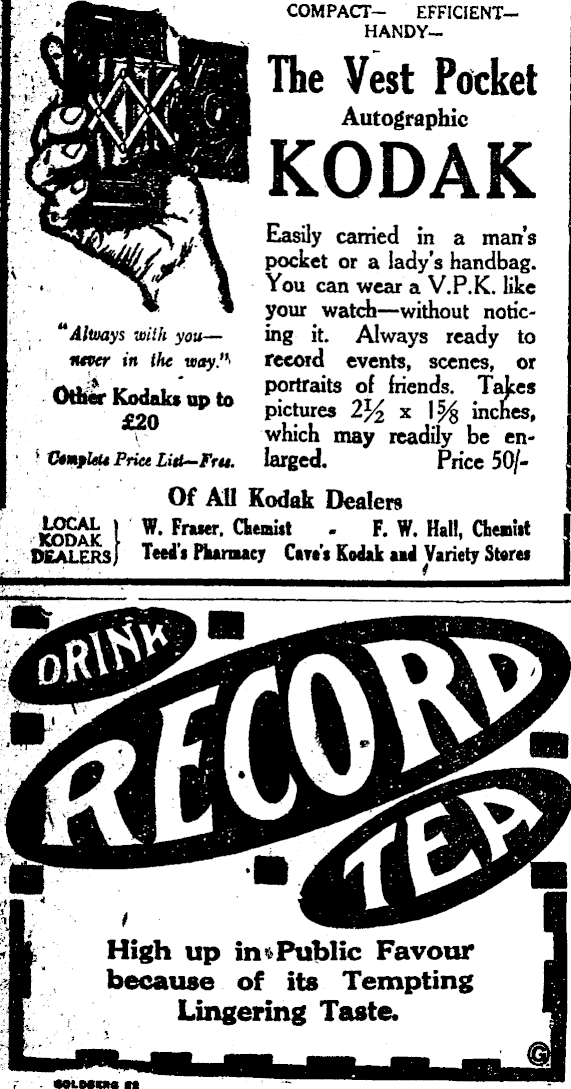 COMPACT— EFFICIENT—
HANDY—
The Vest Pocket
Autographic
KODAK
Easily carried in a man's
pocket or a lady's handbag.
You can wear a V.P.K. like
your watch—without notic-
ing it. Always ready to
record events, scenes, or
portraits of friends. Takes
pictures 2½ x 1⅝ inches,
which may readily be en-
larged. Price 50/-
"Always with you—
never in the way."
Other Kodaks up to
£20
Complete Price List—Free.
Of All Kodak Dealers
LOCAL
KODAK
DEALERS
W. Fraser, Chemist - F. W. Hall, Chemist
Teed's Pharmacy Cave's Kodak and Variety Stores
DRINK
RECORD
TEA
High up in Public Favour
because of its Tempting
Lingering Taste.
G
GOLDBERG 52